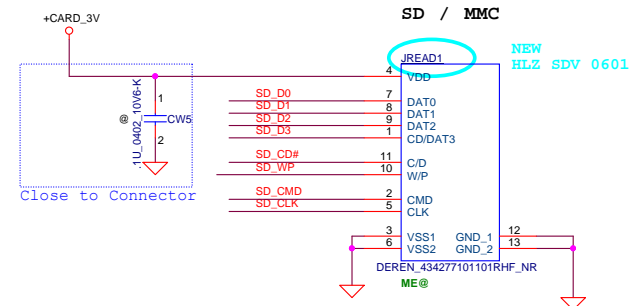 SD / MMC
+CARD_3V
JREAD1
NEW
HLZ SDV 0601
4 VDD
SD_D0 7 DAT0
SD_D1 8 DAT1
SD_D2 9 DAT2
SD_D3 1 CD/DAT3
SD_CD# 11 C/D
SD_WP 10 W/P
SD_CMD 2 CMD
SD_CLK 5 CLK
3 VSS1 GND_1 12
6 VSS2 GND_2 13
DEREN_434277101101RHF_NR
ME@
1
@ CW5
2
.1U_0402_10V6-K
Close to Connector